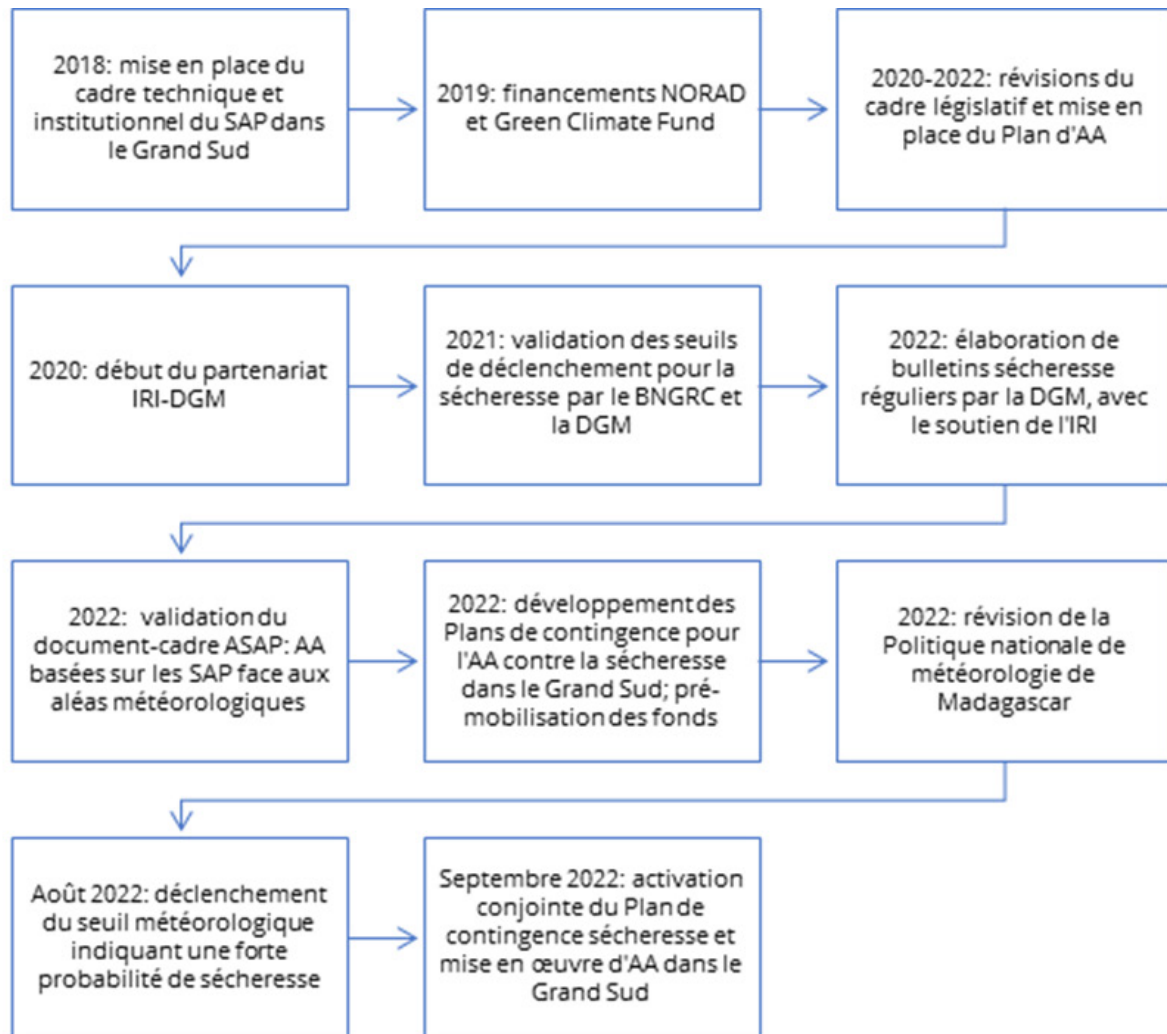 2018: mise en place du
cadre technique et
institutionnel du SAP dans
le Grand Sud
2019: financements NORAD
et Green Climate Fund
2020-2022: révisions du
cadre législatif et mise en
place du Plan d'AA
2020: début du partenariat
IRI-DGM
2021: validation des seuils
de déclenchement pour la
sécheresse par le BNGRC et
la DGM
2022: élaboration de
bulletins sécheresse
réguliers par la DGM, avec
le soutien de l'IRI
2022: validation du
document-cadre ASAP: AA
basées sur les SAP face aux
aléas météorologiques
2022: développement des
Plans de contingence pour
l'AA contre la sécheresse
dans le Grand Sud; pré-
mobilisation des fonds
2022: révision de la
Politique nationale de
météorologie de
Madagascar
Août 2022: déclenchement
du seuil météorologique
indiquant une forte
probabilité de sécheresse
Septembre 2022: activation
conjointe du Plan de
contingence sécheresse et
mise en œuvre d'AA dans le
Grand Sud